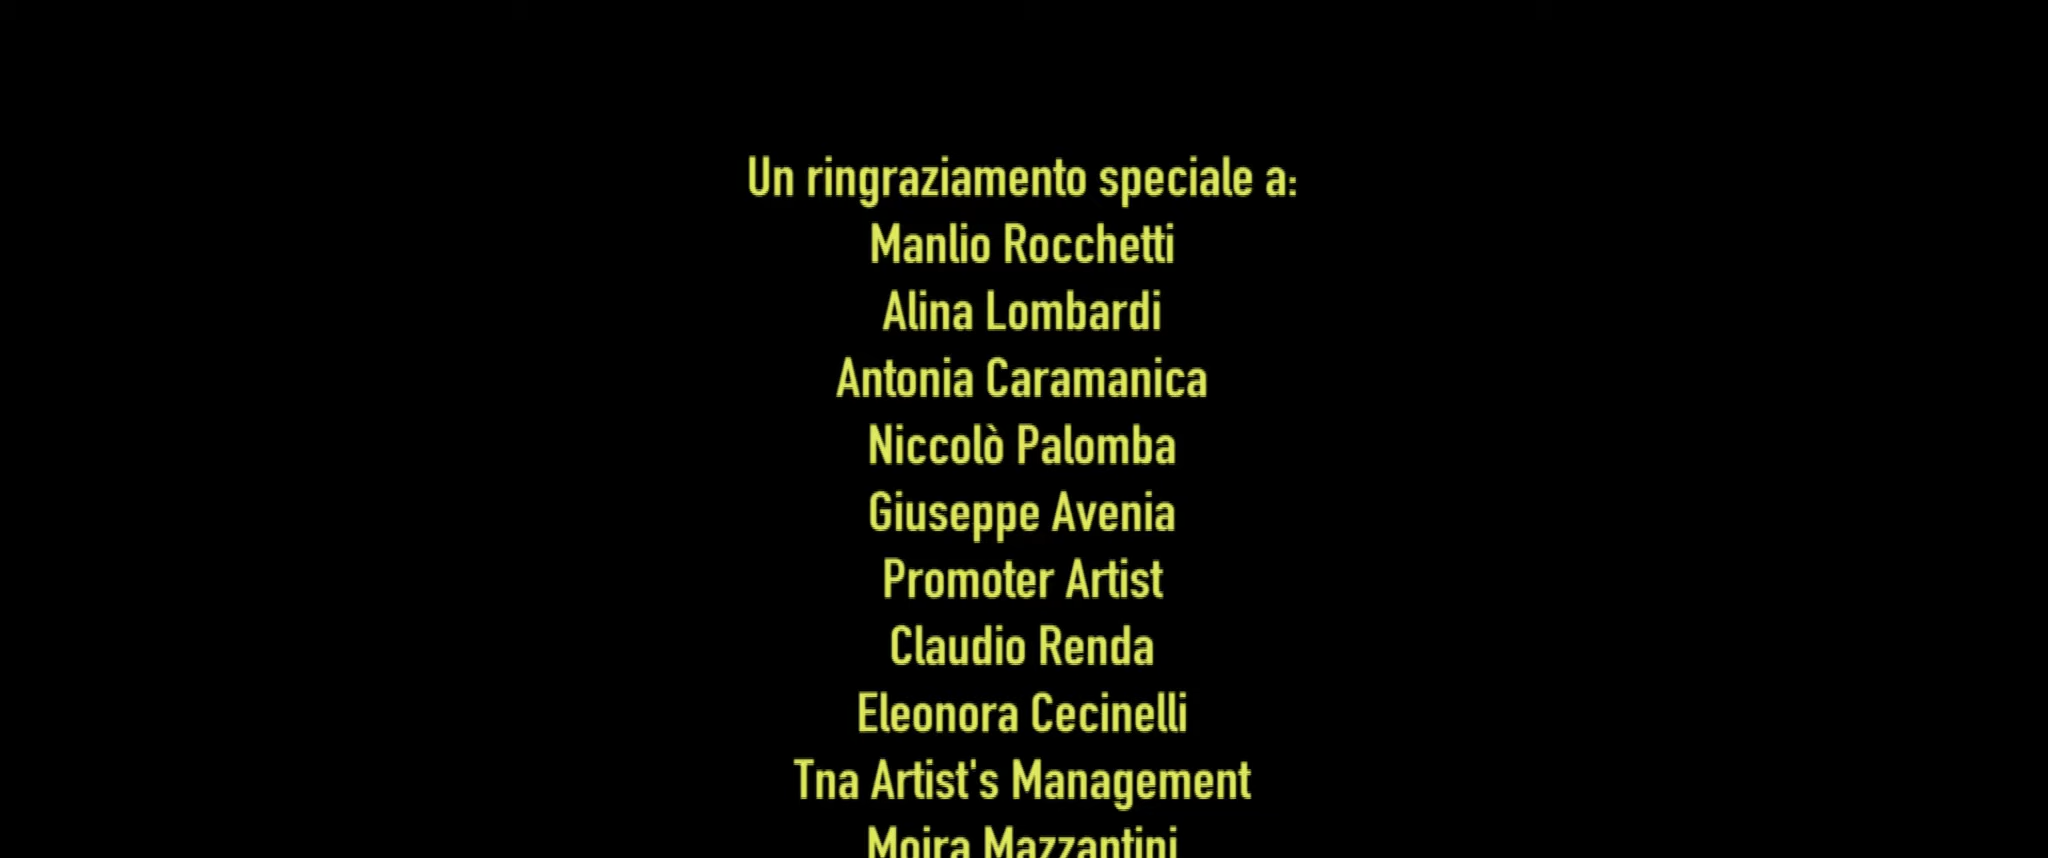 Un ringraziamento speciale a:
Manlio Rocchetti
Alina Lombardi
Antonia Caramanica
Niccolò Palomba
Giuseppe Avenia
Promoter Artist
Claudio Renda
Eleonora Cecinelli
Tna Artist's Management
Moira Mazzantini